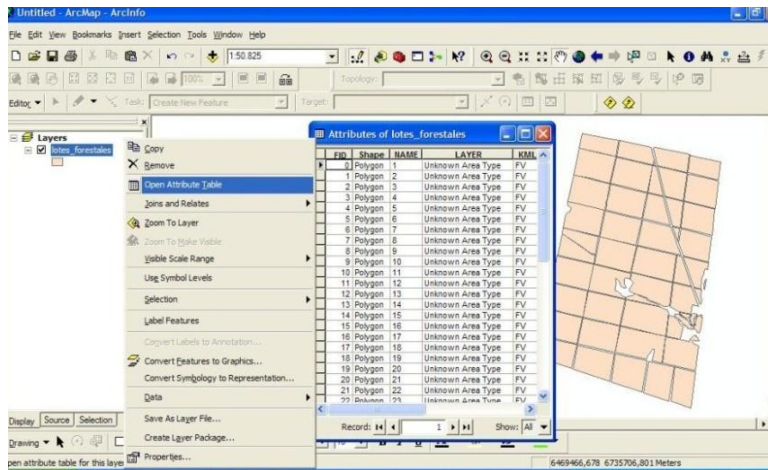 Untitled - ArcMap - ArcInfo
File Edit View Bookmarks Insert Selection Tools Window Help
1:50.825
100%
Topology:
Editor Task: Create New Feature Target:
Layers
lotes_forestales
Copy
Remove
Open Attribute Table
Joins and Relates
Zoom To Layer
Zoom To Make Visible
Visible Scale Range
Use Symbol Levels
Selection
Label Features
Convert Labels to Annotation...
Convert Features to Graphics...
Convert Symbology to Representation...
Data
Save As Layer File...
Create Layer Package...
Properties...
Attributes of lotes_forestales
FID Shape NAME LAYER KML
0 Polygon 1 Unknown Area Type FV
1 Polygon 2 Unknown Area Type FV
2 Polygon 3 Unknown Area Type FV
3 Polygon 4 Unknown Area Type FV
4 Polygon 5 Unknown Area Type FV
5 Polygon 6 Unknown Area Type FV
6 Polygon 7 Unknown Area Type FV
7 Polygon 8 Unknown Area Type FV
8 Polygon 9 Unknown Area Type FV
9 Polygon 10 Unknown Area Type FV
10 Polygon 11 Unknown Area Type FV
11 Polygon 12 Unknown Area Type FV
12 Polygon 13 Unknown Area Type FV
13 Polygon 14 Unknown Area Type FV
14 Polygon 15 Unknown Area Type FV
15 Polygon 16 Unknown Area Type FV
16 Polygon 17 Unknown Area Type FV
17 Polygon 18 Unknown Area Type FV
18 Polygon 19 Unknown Area Type FV
19 Polygon 20 Unknown Area Type FV
20 Polygon 21 Unknown Area Type FV
21 Polygon 22 Unknown Area Type FV
22 Polygon 23 Unknown Area Type FV
Record: 1 Show: All
Display Source Selection
Drawing
10 B I U A
pen attribute table for this laye
6469466,678 6735706,801 Meters